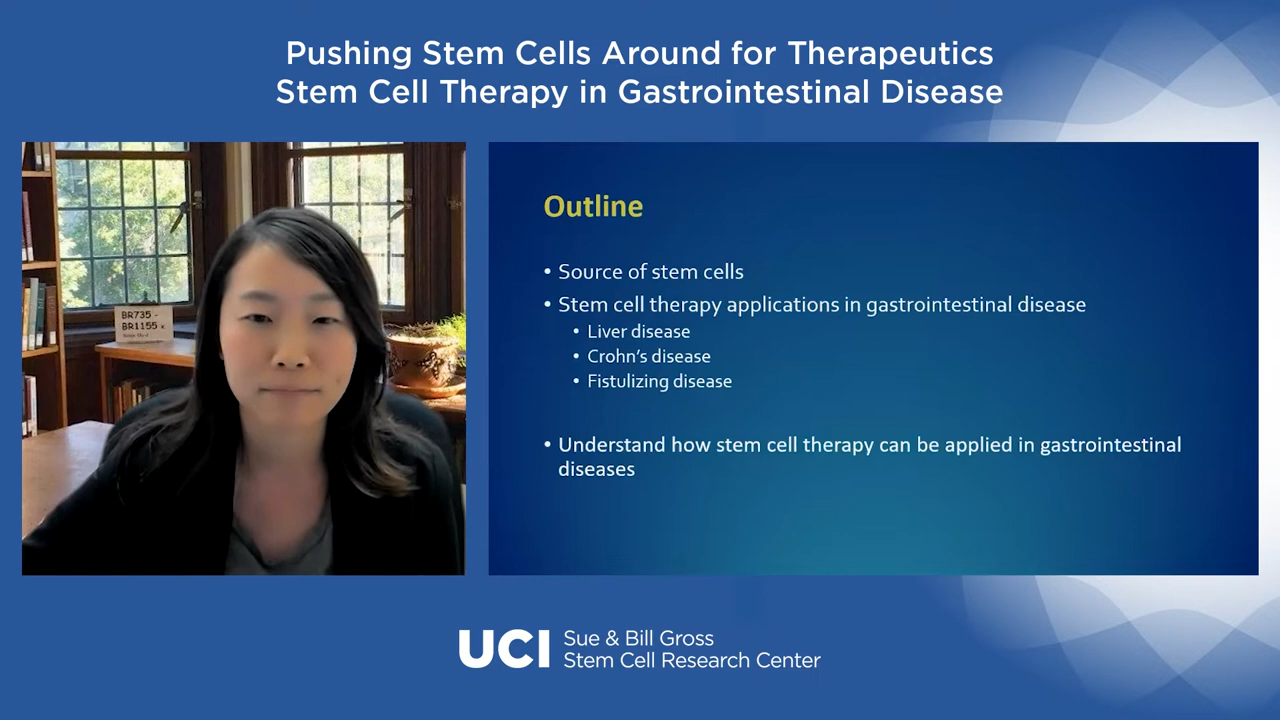 Pushing Stem Cells Around for Therapeutics
Stem Cell Therapy in Gastrointestinal Disease
BR735 -
BR1155 K
Outline
• Source of stem cells
• Stem cell therapy applications in gastrointestinal disease
• Liver disease
• Crohn's disease
• Fistulizing disease
• Understand how stem cell therapy can be applied in gastrointestinal
diseases
UCI Sue & Bill Gross
Stem Cell Research Center